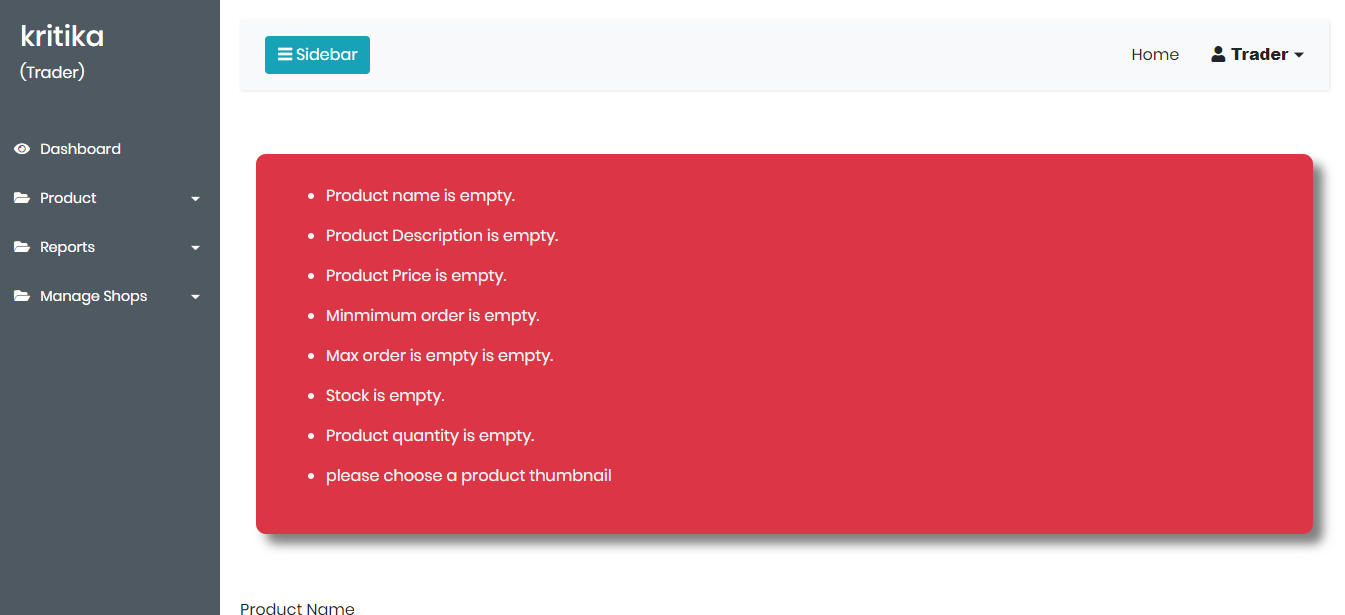 kritika
(Trader)
Sidebar
Home
Trader
Dashboard
Product
Reports
Manage Shops
Product name is empty.
Product Description is empty.
Product Price is empty.
Minmimum order is empty.
Max order is empty is empty.
Stock is empty.
Product quantity is empty.
please choose a product thumbnail
Product Name